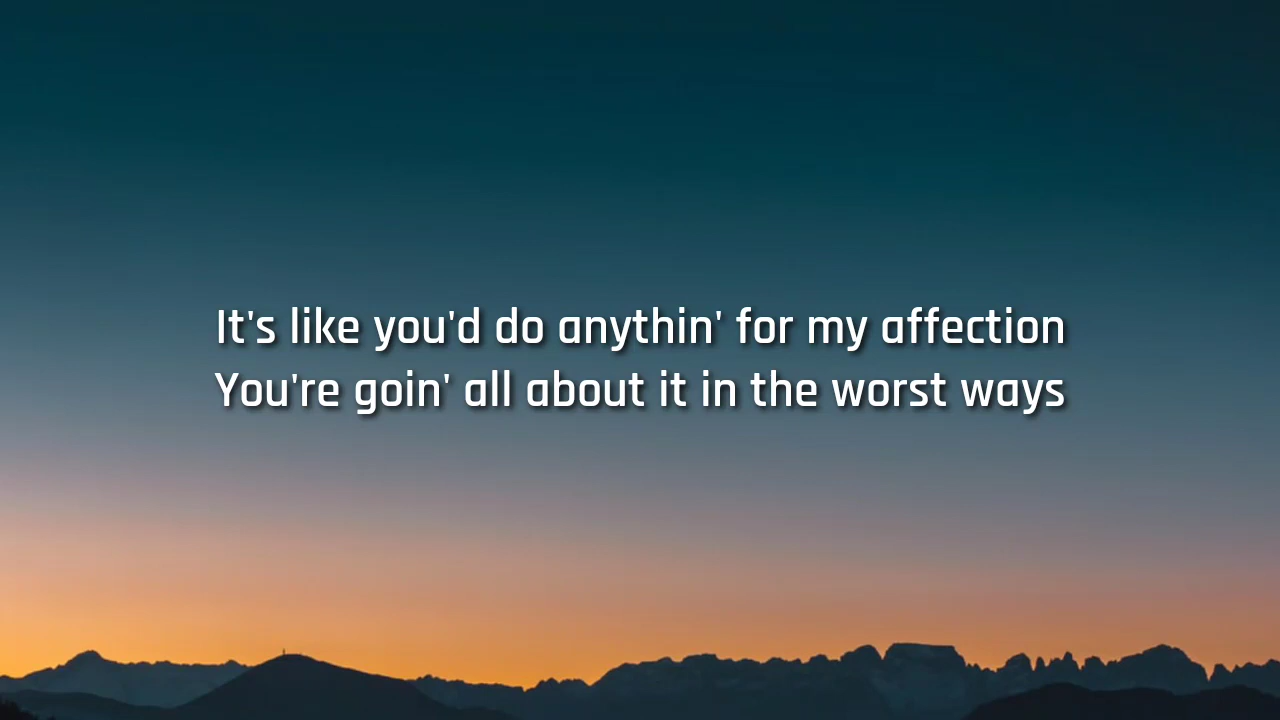 It's like you'd do anythin' for my affection
You're goin' all about it in the worst ways